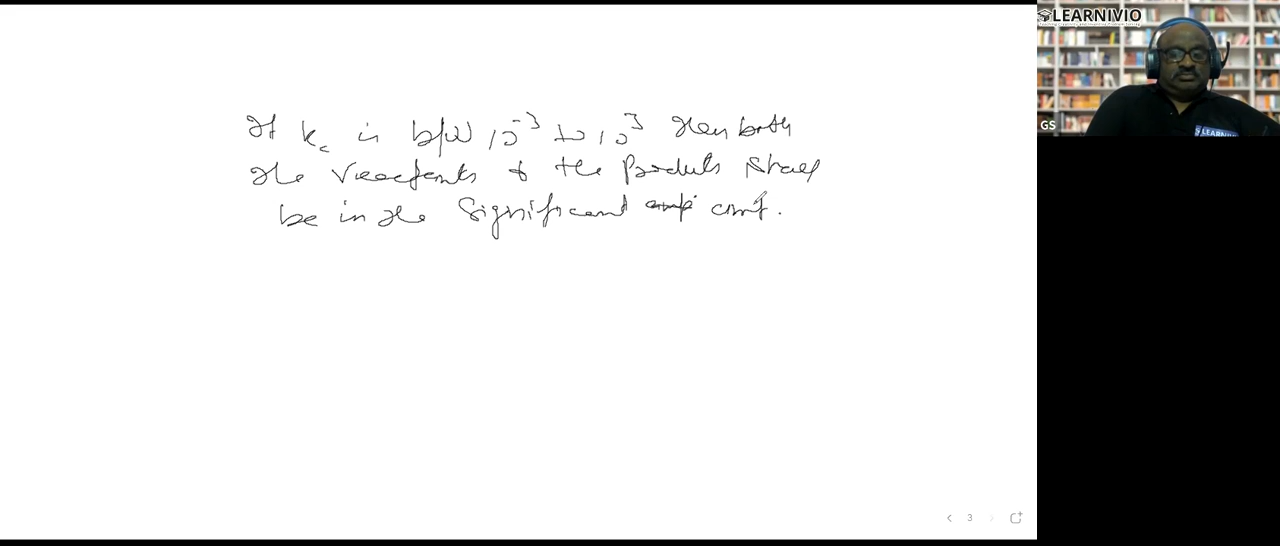 If Kc is b/w 10⁻³ to 10³ then both
the reactants & the products shall
be in the significant conc.
LEARNIVIO
GS
LEARNIV
3